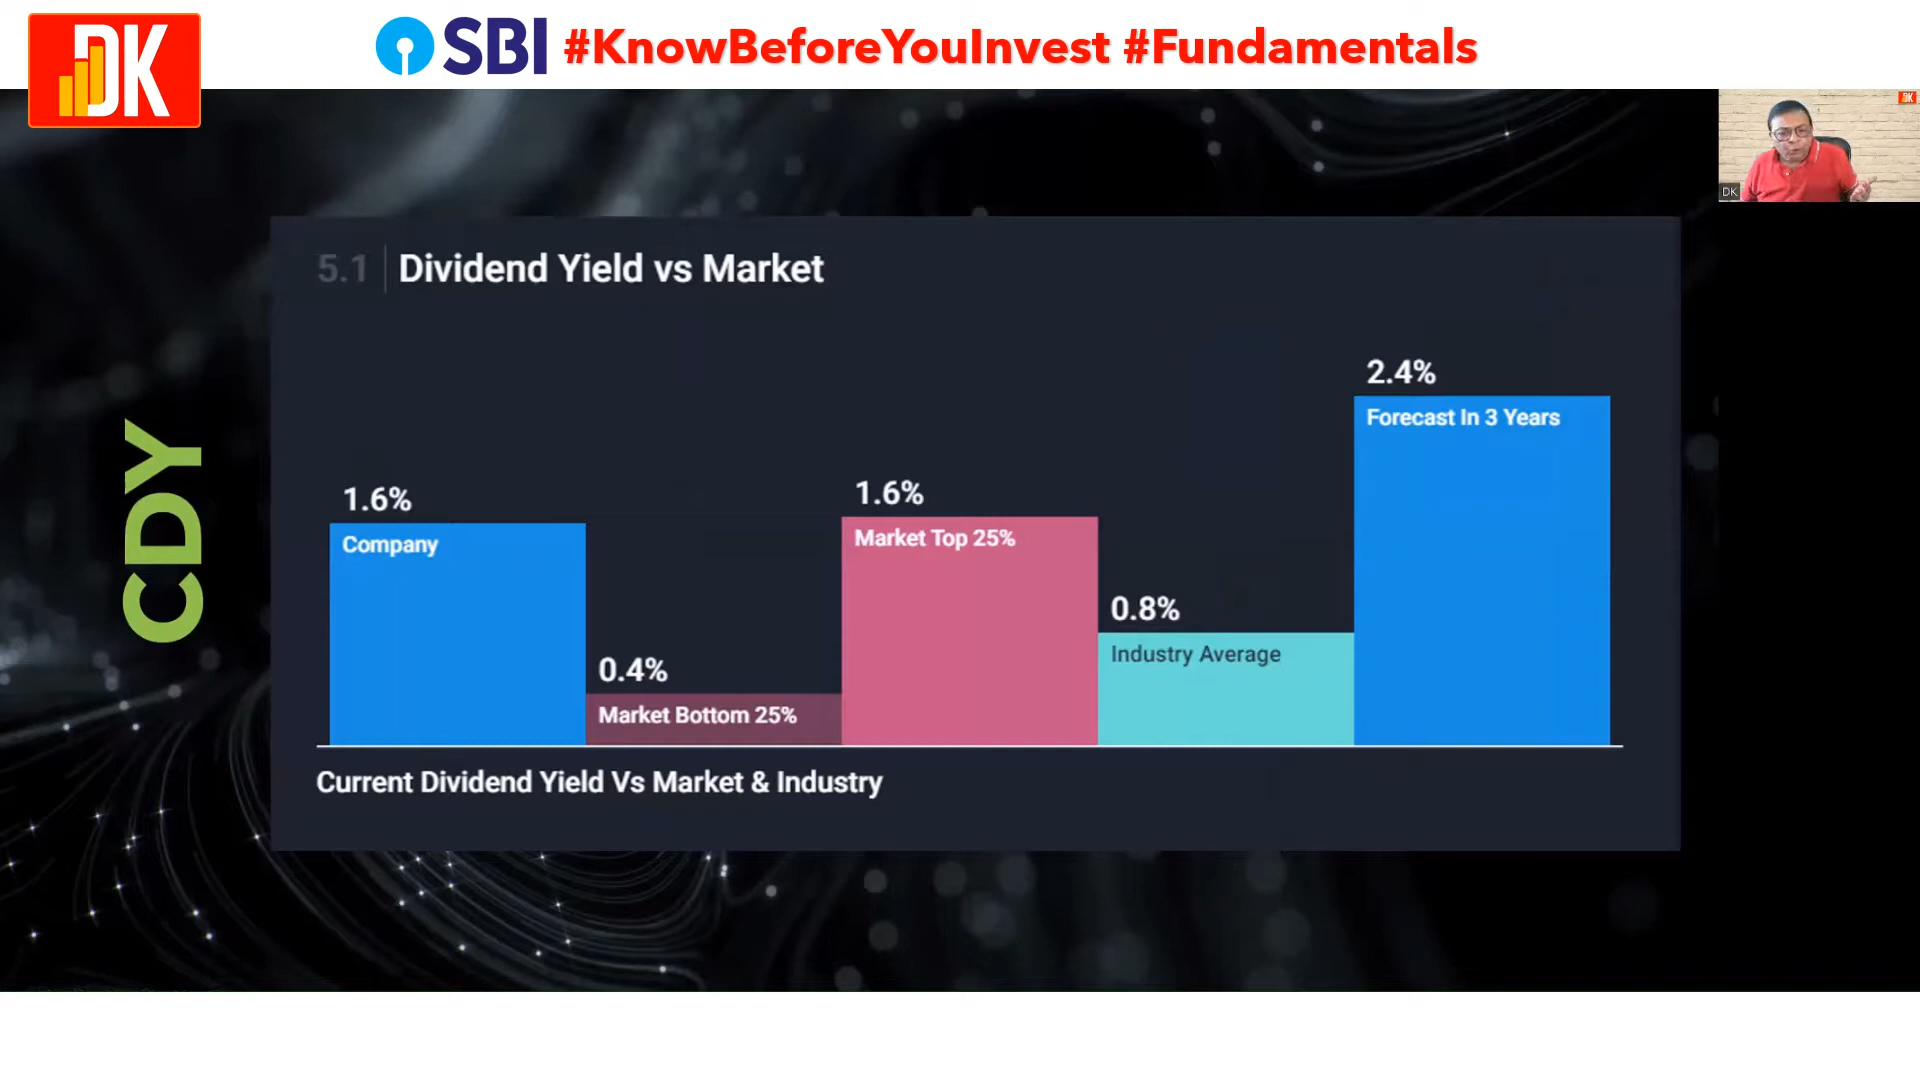 DK
SBI #KnowBeforeYouInvest #Fundamentals
DK
DK
CDY
5.1 Dividend Yield vs Market
2.4%
Forecast In 3 Years
1.6%
Company
1.6%
Market Top 25%
0.8%
Industry Average
0.4%
Market Bottom 25%
Current Dividend Yield Vs Market & Industry